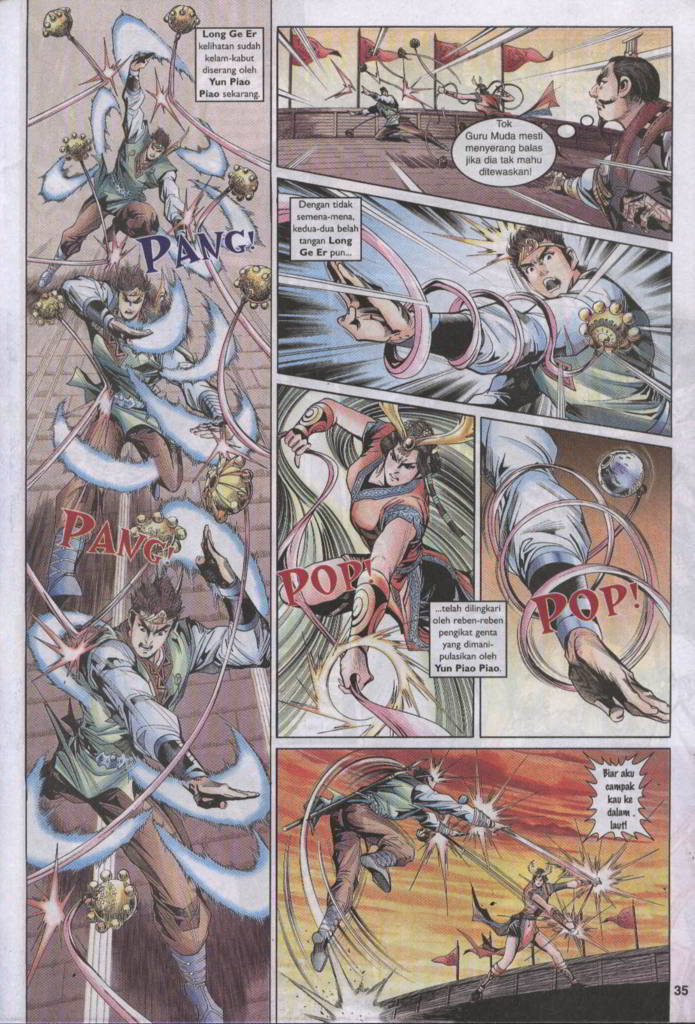 Long Ge Er
kelihatan sudah
kelam-kabut
diserang oleh
Yun Piao
Piao sekarang.
PANG!
PANG!
Tok
Guru Muda mesti
menyerang balas
jika dia tak mahu
ditewaskan!
Dengan tidak
semena-mena,
kedua-dua belah
tangan Long
Ge Er pun...
POP!
...telah dilingkari
oleh reben-reben
pengikat genta
yang dimani-
pulasikan oleh
Yun Piao Piao.
POP!
Biar aku
campak
kau ke
dalam
laut!
35